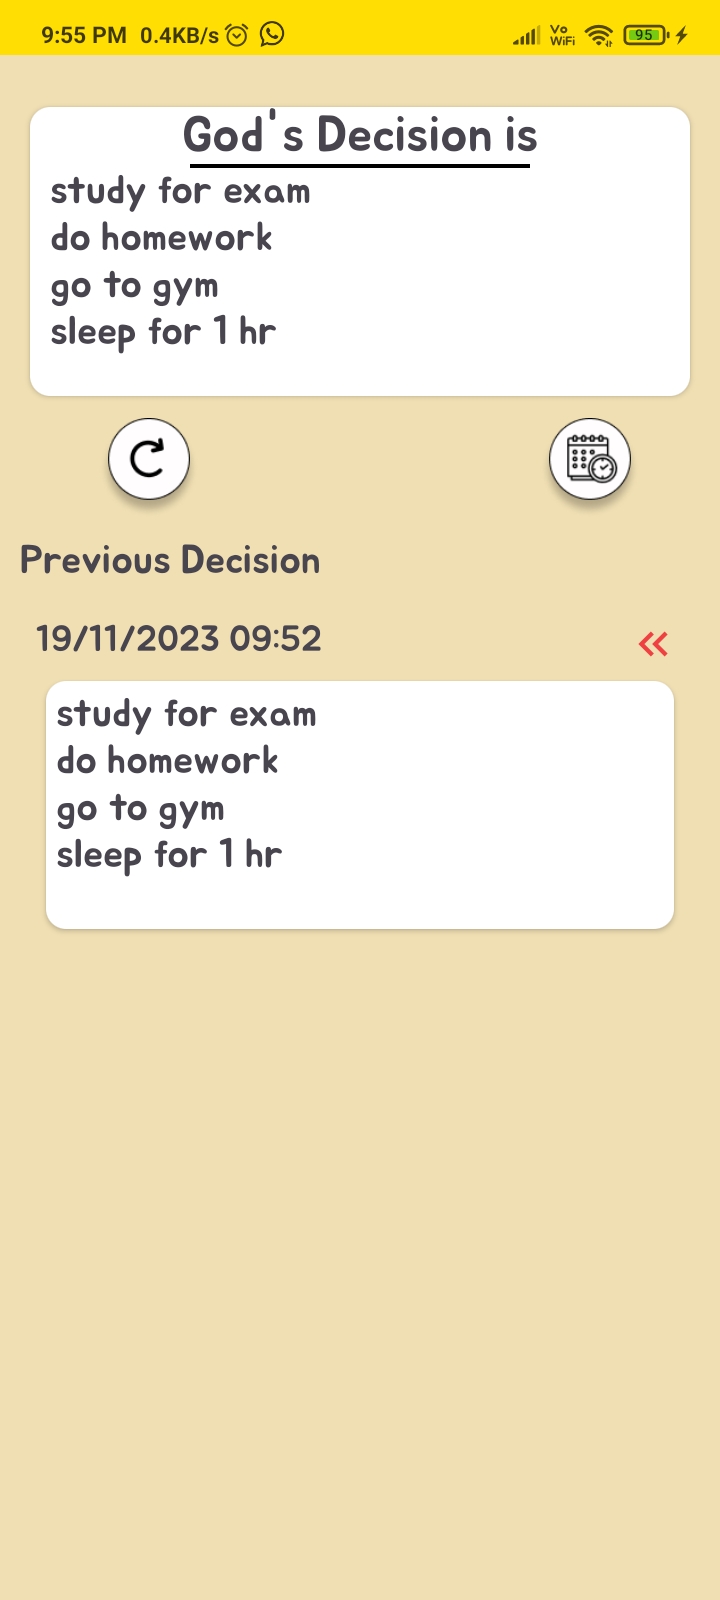 9:55 PM 0.4KB/s Vo WiFi 95
God's Decision is
study for exam
do homework
go to gym
sleep for 1 hr
Previous Decision
19/11/2023 09:52
study for exam
do homework
go to gym
sleep for 1 hr